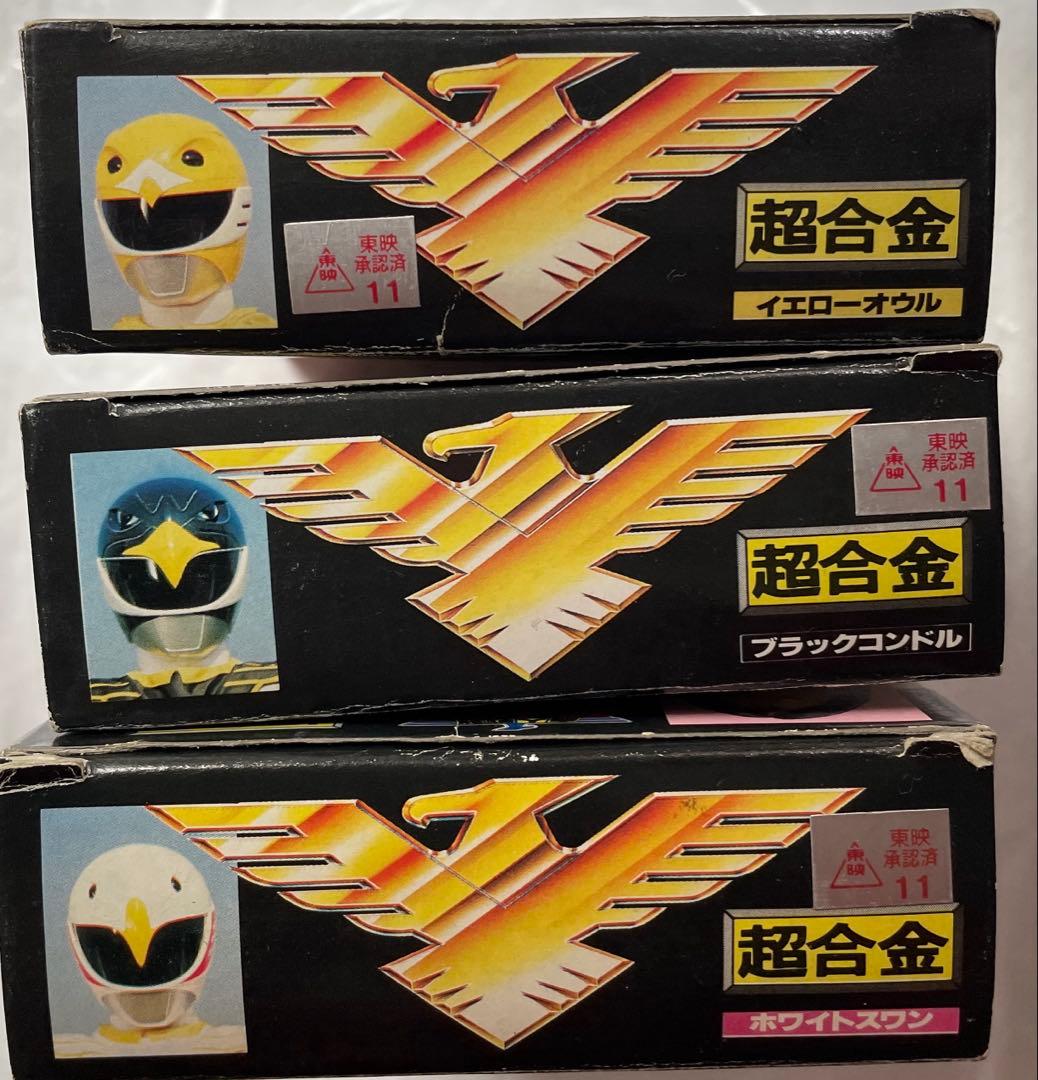 東映
東映
承認済
11
超合金
イエローオウル
東映
東映
承認済
11
超合金
ブラックコンドル
東映
東映
承認済
11
超合金
ホワイトスワン